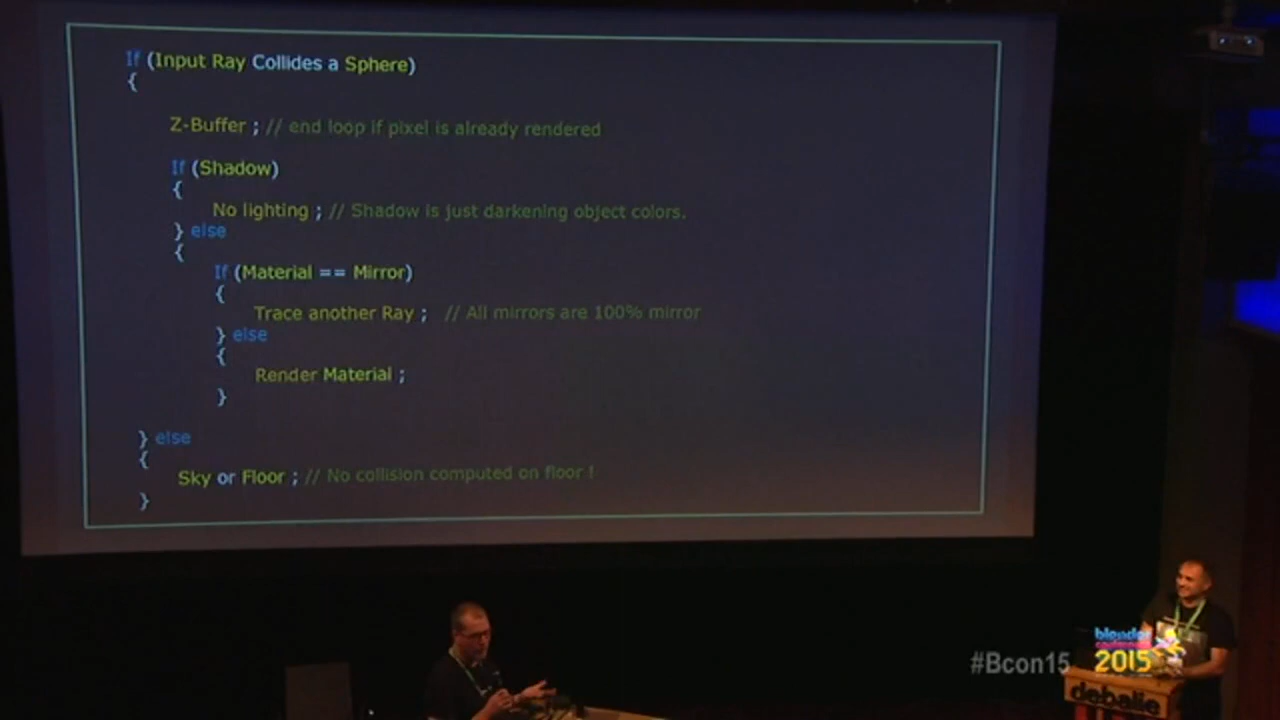 If (Input Ray Collides a Sphere)
{
Z-Buffer ; // end loop if pixel is already rendered
If (Shadow)
{
No lighting ; // Shadow is just darkening object colors.
} else
{
If (Material == Mirror)
{
Trace another Ray ; // All mirrors are 100% mirror
} else
{
Render Material ;
}
} else
{
Sky or Floor ; // No collision computed on floor !
}
#Bcon15
blender
conference
2015
debalie